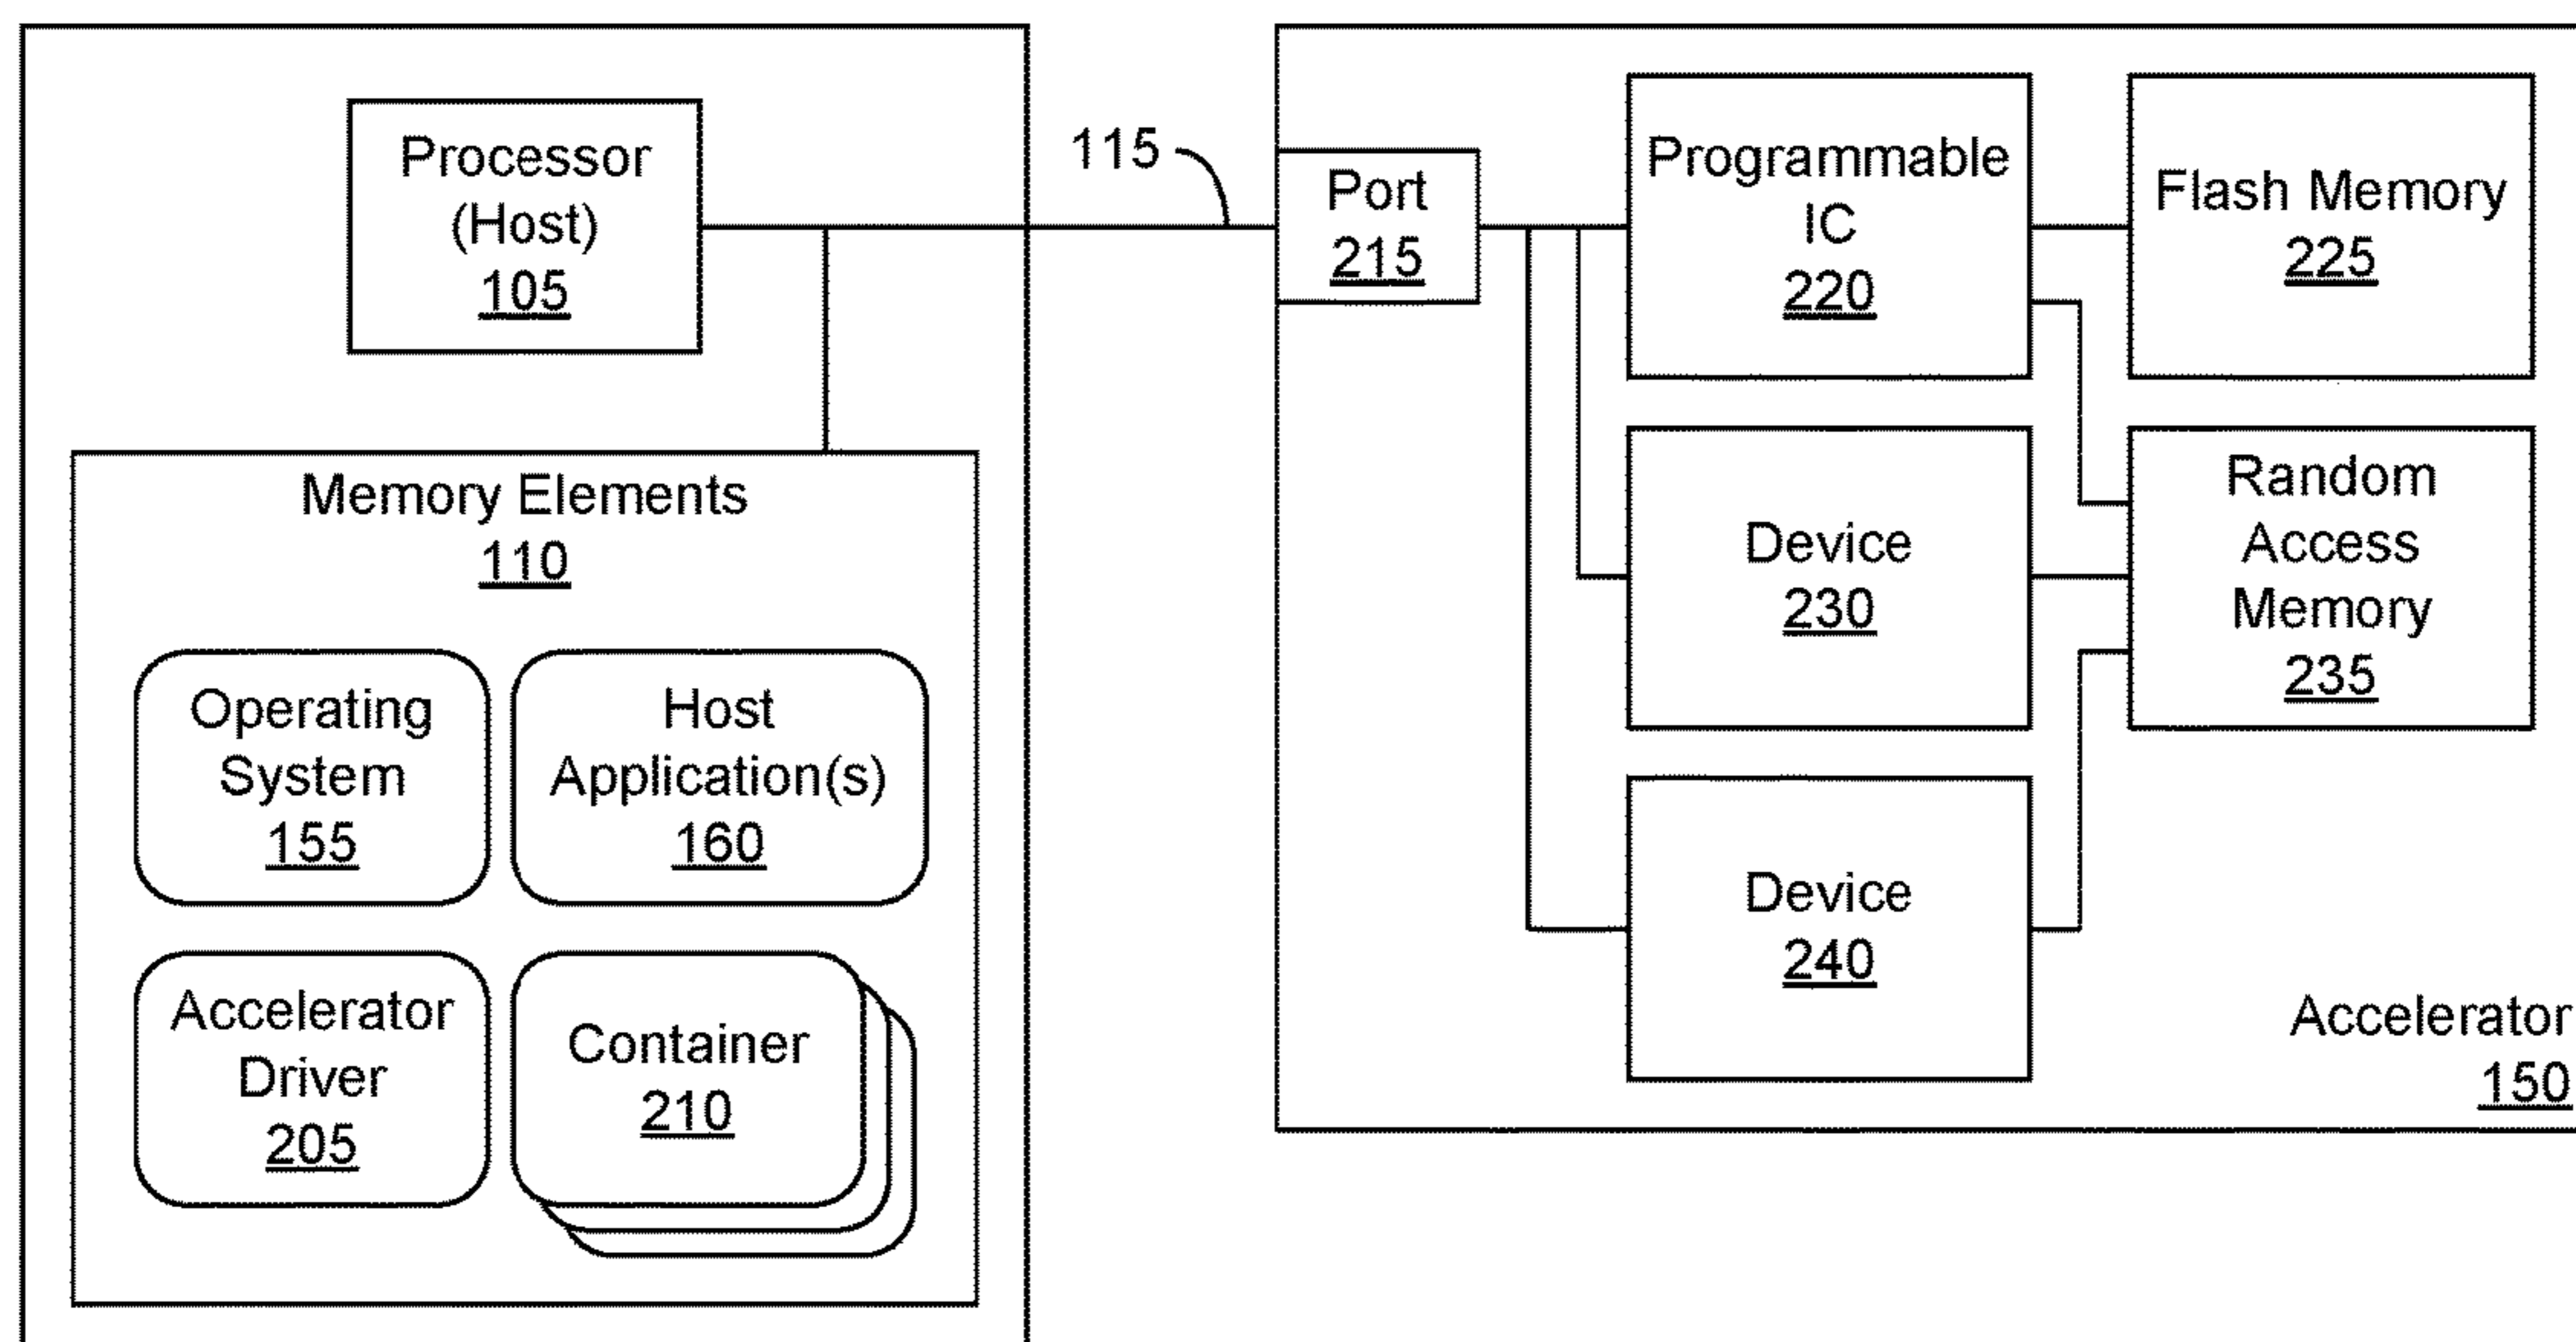 Processor
(Host)
105
Memory Elements
110
Operating
System
155
Host
Application(s)
160
Accelerator
Driver
205
Container
210
115
Port
215
Programmable
IC
220
Flash Memory
225
Device
230
Random
Access
Memory
235
Device
240
Accelerator
150